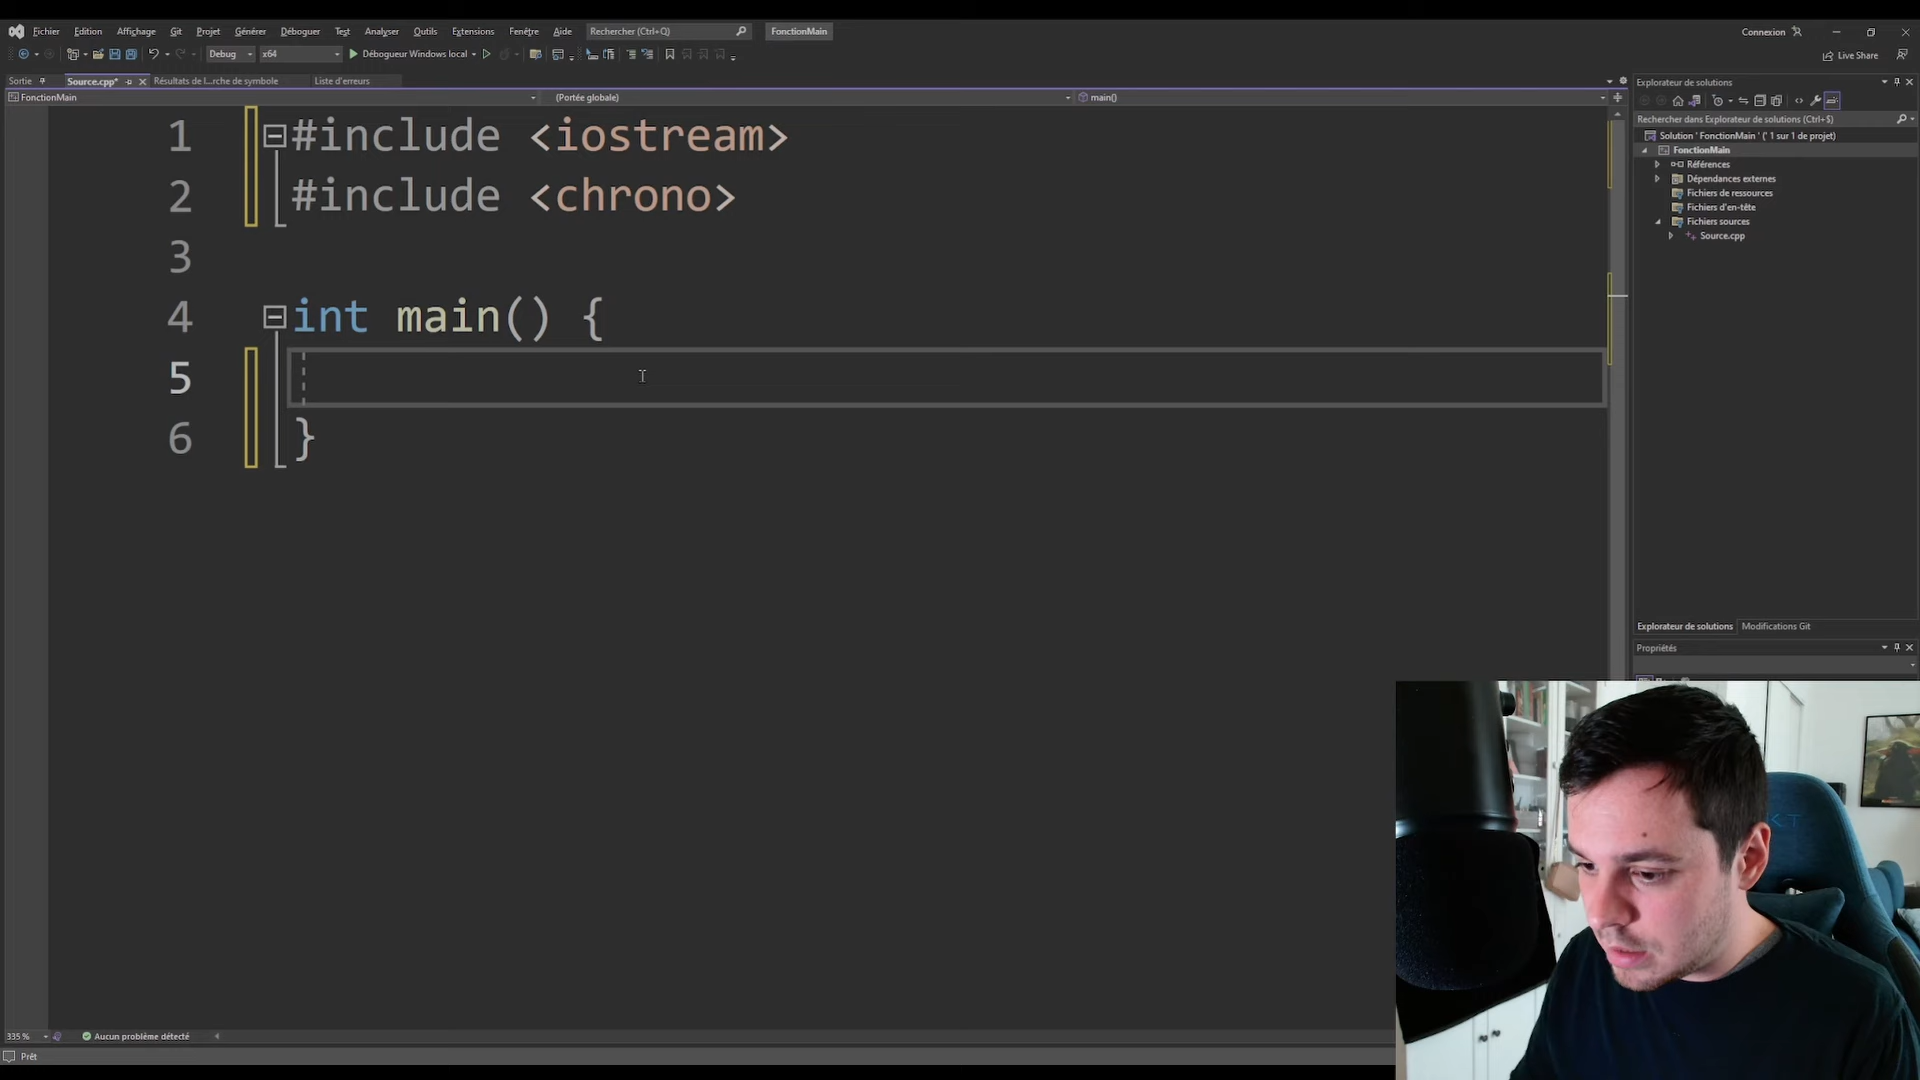 Fichier Edition Affichage Git Projet Générer Déboguer Test Analyser Outils Extensions Fenêtre Aide Rechercher (Ctrl+Q) FonctionMain Connexion
Debug x64 Débogueur Windows local Live Share
Sortie Source.cpp* Résultats de l...rche de symbole Liste d'erreurs
FonctionMain (Portée globale) main()
1 #include <iostream>
2 #include <chrono>
3
4 int main() {
5
6 }
Explorateur de solutions
Rechercher dans Explorateur de solutions (Ctrl+$)
Solution ' FonctionMain ' (' 1 sur 1 de projet)
FonctionMain
Références
Dépendances externes
Fichiers de ressources
Fichiers d'en-tête
Fichiers sources
Source.cpp
Explorateur de solutions Modifications Git
Propriétés
335 % Aucun problème détecté
Prêt